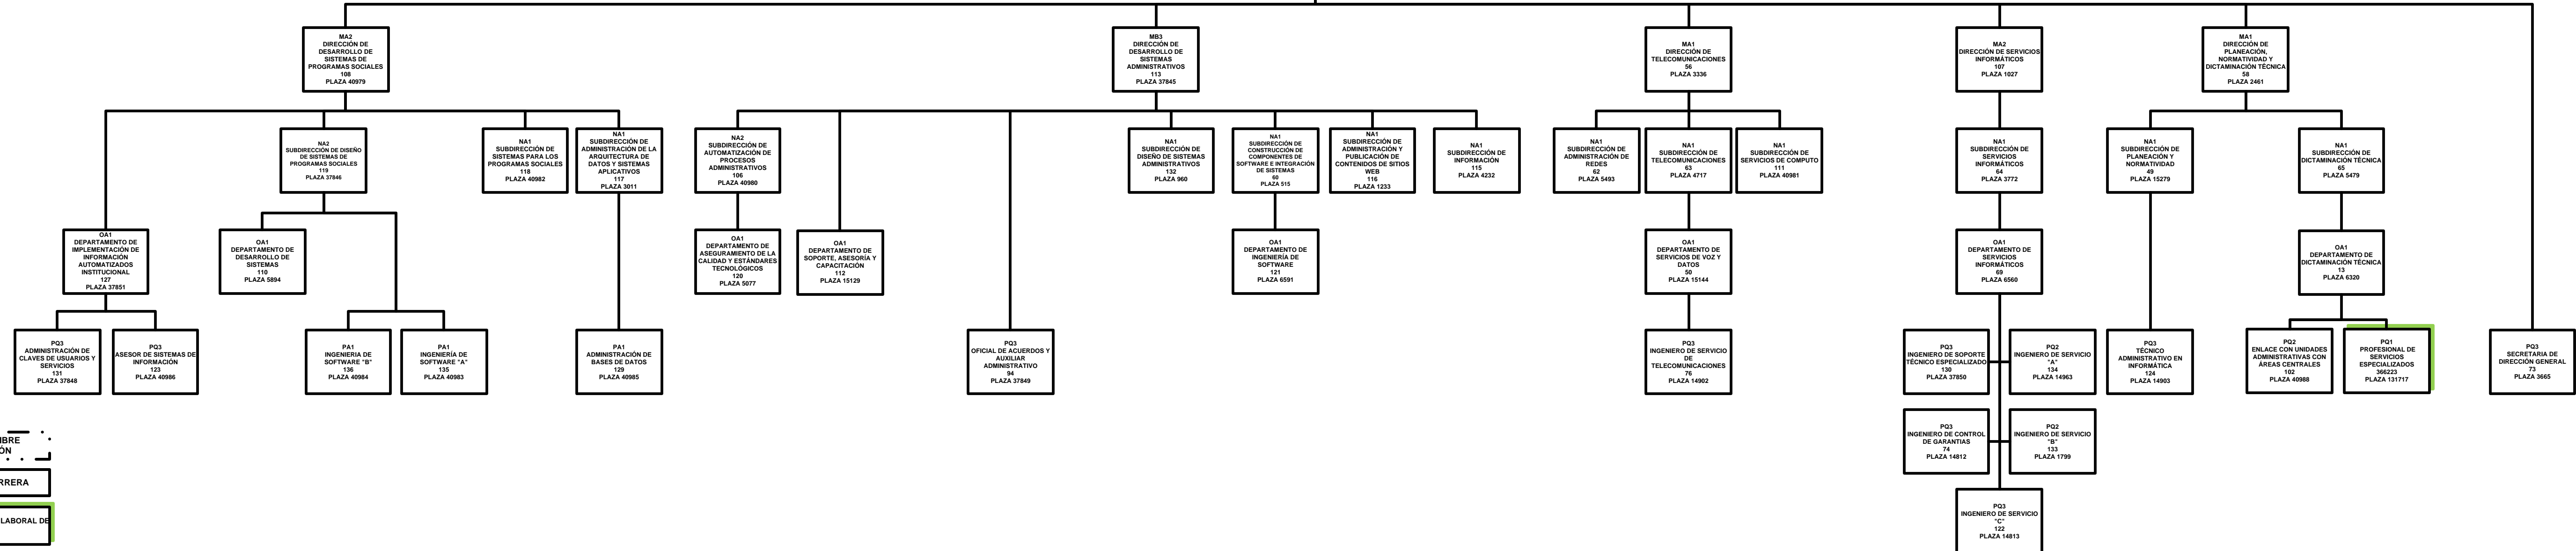 MA2
DIRECCIÓN DE
DESARROLLO DE
SISTEMAS DE
PROGRAMAS SOCIALES
108
PLAZA 40979
MB3
DIRECCIÓN DE
DESARROLLO DE
SISTEMAS
ADMINISTRATIVOS
113
PLAZA 37845
MA1
DIRECCIÓN DE
TELECOMUNICACIONES
56
PLAZA 3336
MA2
DIRECCIÓN DE SERVICIOS
INFORMÁTICOS
107
PLAZA 1027
MA1
DIRECCIÓN DE
PLANEACIÓN,
NORMATIVIDAD Y
DICTAMINACIÓN TÉCNICA
58
PLAZA 2461
NA2
SUBDIRECCIÓN DE DISEÑO
DE SISTEMAS DE
PROGRAMAS SOCIALES
119
PLAZA 37846
NA1
SUBDIRECCIÓN DE
SISTEMAS PARA LOS
PROGRAMAS SOCIALES
118
PLAZA 40982
NA1
SUBDIRECCIÓN DE
ADMINISTRACIÓN DE LA
ARQUITECTURA DE
DATOS Y SISTEMAS
APLICATIVOS
117
PLAZA 3011
NA2
SUBDIRECCIÓN DE
AUTOMATIZACIÓN DE
PROCESOS
ADMINISTRATIVOS
106
PLAZA 40980
NA1
SUBDIRECCIÓN DE
DISEÑO DE SISTEMAS
ADMINISTRATIVOS
132
PLAZA 960
NA1
SUBDIRECCIÓN DE
CONSTRUCCIÓN DE
COMPONENTES DE
SOFTWARE E INTEGRACIÓN
DE SISTEMAS
60
PLAZA 515
NA1
SUBDIRECCIÓN DE
ADMINISTRACIÓN Y
PUBLICACIÓN DE
CONTENIDOS DE SITIOS
WEB
116
PLAZA 1233
NA1
SUBDIRECCIÓN DE
INFORMACIÓN
115
PLAZA 4232
NA1
SUBDIRECCIÓN DE
ADMINISTRACIÓN DE
REDES
62
PLAZA 5493
NA1
SUBDIRECCIÓN DE
TELECOMUNICACIONES
63
PLAZA 4717
NA1
SUBDIRECCIÓN DE
SERVICIOS DE COMPUTO
111
PLAZA 40981
NA1
SUBDIRECCIÓN DE
SERVICIOS
INFORMÁTICOS
64
PLAZA 3772
NA1
SUBDIRECCIÓN DE
PLANEACIÓN Y
NORMATIVIDAD
49
PLAZA 15279
NA1
SUBDIRECCIÓN DE
DICTAMINACIÓN TÉCNICA
65
PLAZA 5479
OA1
DEPARTAMENTO DE
IMPLEMENTACIÓN DE
INFORMACIÓN
AUTOMATIZADOS
INSTITUCIONAL
127
PLAZA 37851
OA1
DEPARTAMENTO DE
DESARROLLO DE
SISTEMAS
110
PLAZA 5894
OA1
DEPARTAMENTO DE
ASEGURAMIENTO DE LA
CALIDAD Y ESTÁNDARES
TECNOLÓGICOS
120
PLAZA 5077
OA1
DEPARTAMENTO DE
SOPORTE, ASESORÍA Y
CAPACITACIÓN
112
PLAZA 15129
OA1
DEPARTAMENTO DE
INGENIERÍA DE
SOFTWARE
121
PLAZA 6591
OA1
DEPARTAMENTO DE
SERVICIOS DE VOZ Y
DATOS
50
PLAZA 15144
OA1
DEPARTAMENTO DE
SERVICIOS
INFORMÁTICOS
69
PLAZA 6560
OA1
DEPARTAMENTO DE
DICTAMINACIÓN TÉCNICA
13
PLAZA 6320
PQ3
ADMINISTRACIÓN DE
CLAVES DE USUARIOS Y
SERVICIOS
131
PLAZA 37848
PQ3
ASESOR DE SISTEMAS DE
INFORMACIÓN
123
PLAZA 40986
PA1
INGENIERIA DE
SOFTWARE "B"
136
PLAZA 40984
PA1
INGENIERÍA DE
SOFTWARE "A"
135
PLAZA 40983
PA1
ADMINISTRACIÓN DE
BASES DE DATOS
129
PLAZA 40985
PQ3
OFICIAL DE ACUERDOS Y
AUXILIAR
ADMINISTRATIVO
94
PLAZA 37849
PQ3
INGENIERO DE SERVICIO
DE
TELECOMUNICACIONES
76
PLAZA 14902
PQ3
INGENIERO DE SOPORTE
TÉCNICO ESPECIALIZADO
130
PLAZA 37850
PQ2
INGENIERO DE SERVICIO
"A"
134
PLAZA 14963
PQ3
TÉCNICO
ADMINISTRATIVO EN
INFORMÁTICA
124
PLAZA 14903
PQ2
ENLACE CON UNIDADES
ADMINISTRATIVAS CON
ÁREAS CENTRALES
102
PLAZA 40988
PQ1
PROFESIONAL DE
SERVICIOS
ESPECIALIZADOS
366223
PLAZA 131717
PQ3
SECRETARIA DE
DIRECCIÓN GENERAL
73
PLAZA 3665
PQ3
INGENIERO DE CONTROL
DE GARANTIAS
74
PLAZA 14812
PQ2
INGENIERO DE SERVICIO
"B"
133
PLAZA 1799
PQ3
INGENIERO DE SERVICIO
"C"
122
PLAZA 14813
IBRE
ÓN
RRERA
LABORAL DE